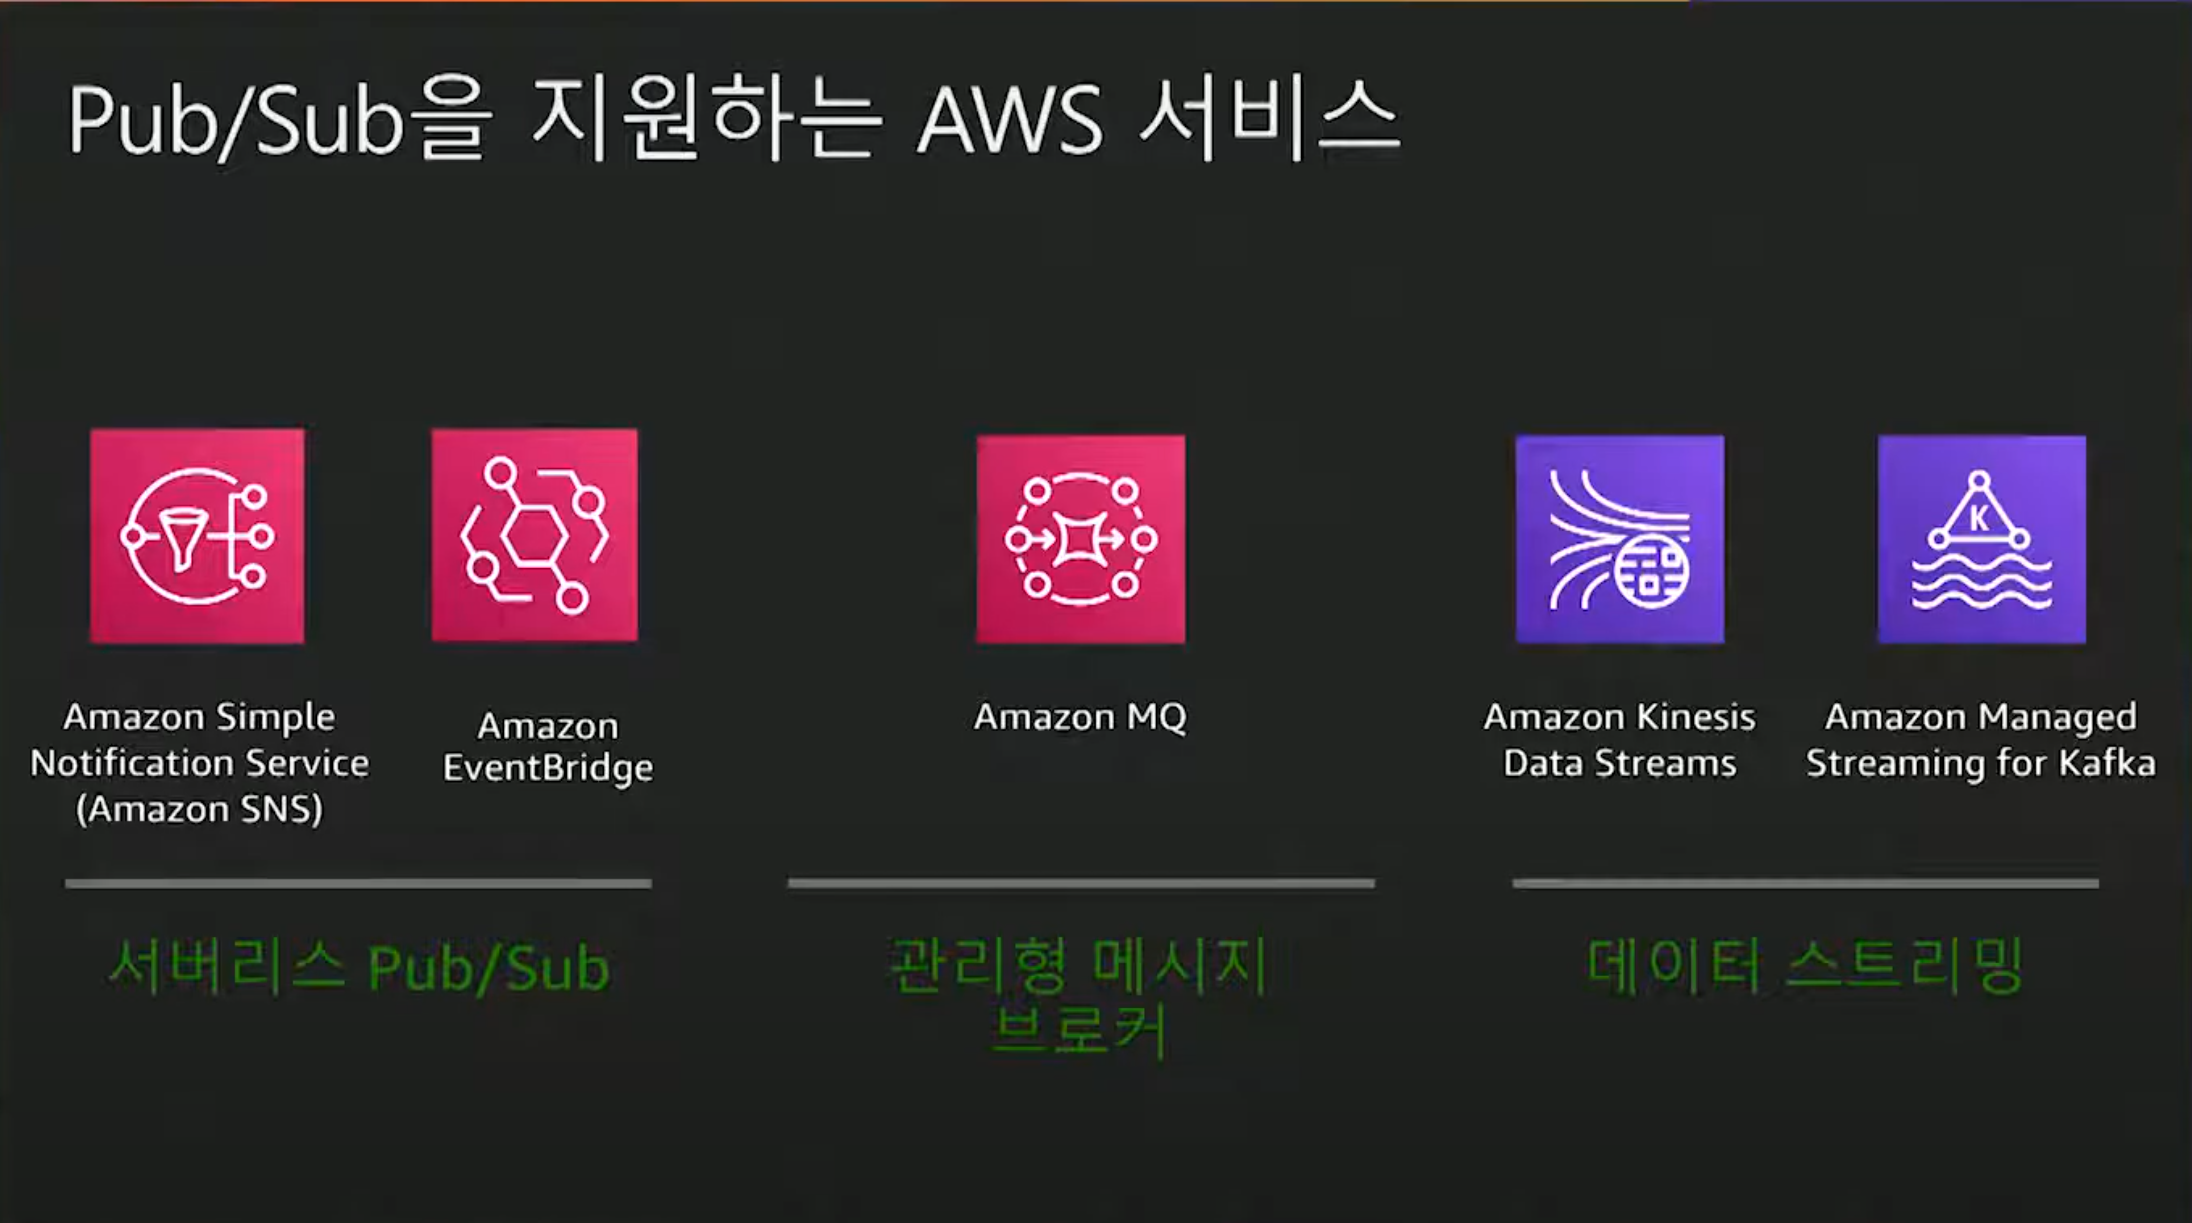 Pub/Sub을 지원하는 AWS 서비스
Amazon Simple
Notification Service
(Amazon SNS)
Amazon
EventBridge
Amazon MQ
Amazon Kinesis
Data Streams
K
Amazon Managed
Streaming for Kafka
서버리스 Pub/Sub
관리형 메시지
브로커
데이터 스트리밍